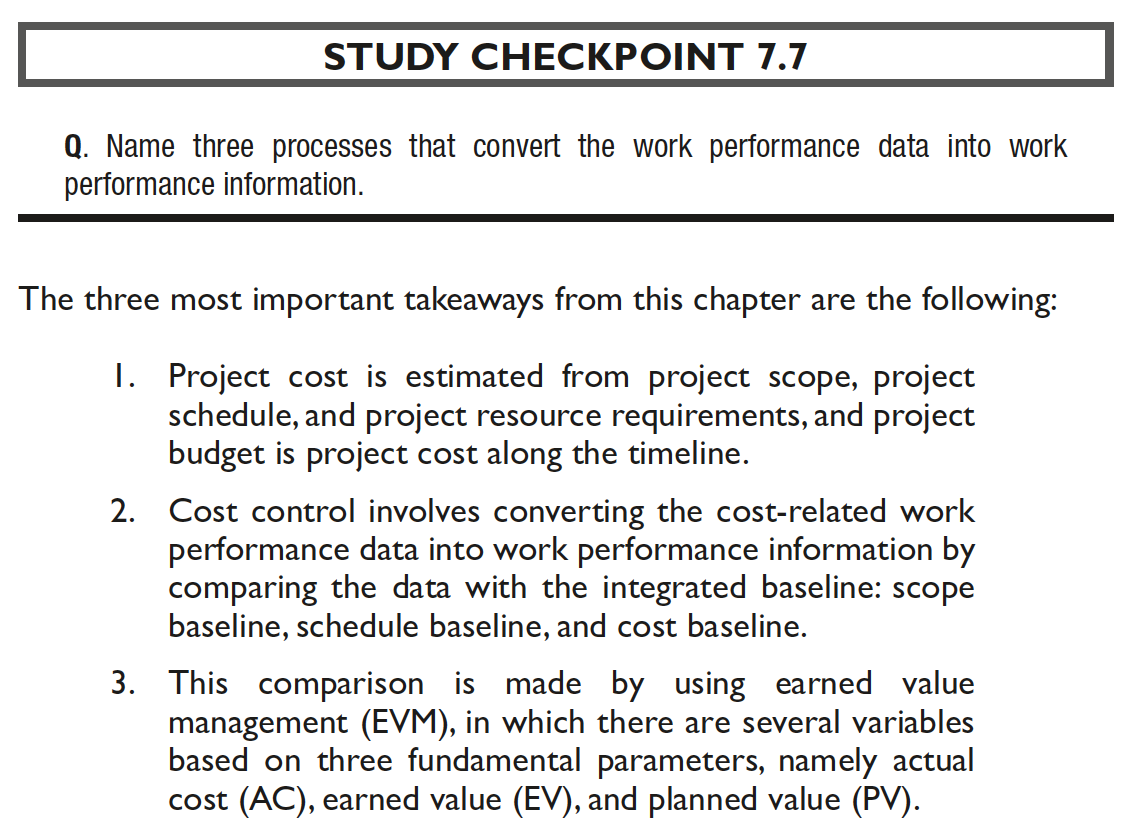 STUDY CHECKPOINT 7.7
Q. Name three processes that convert the work performance data into work
performance information.
The three most important takeaways from this chapter are the following:
1. Project cost is estimated from project scope, project
schedule, and project resource requirements, and project
budget is project cost along the timeline.
2. Cost control involves converting the cost-related work
performance data into work performance information by
comparing the data with the integrated baseline: scope
baseline, schedule baseline, and cost baseline.
3. This comparison is made by using earned value
management (EVM), in which there are several variables
based on three fundamental parameters, namely actual
cost (AC), earned value (EV), and planned value (PV).